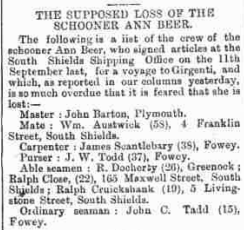 THE SUPPOSED LOSS OF THE
SCHOONER ANN BEER.
The following is a list of the crew of the
schooner Ann Beer, who signed articles at the
South Shields Shipping Office on the 11th
September last, for a voyage to Girgenti, and
which, as reported in our columns yesterday,
is so much overdue that it is feared that she is
lost:—
Master: John Barton, Plymouth.
Mate: Wm. Austwick (58), 4 Franklin
Street, South Shields.
Carpenter: James Scantlebary (38), Fowey.
Purser: J. W. Todd (37), Fowey.
Able seamen: R. Docherty (26), Greenock;
Ralph Close, (22), 165 Maxwell Street, South
Shields; Ralph Cruickshank (19), 5 Living-
stone Street, South Shields.
Ordinary seaman: John C. Tadd (15),
Fowey.